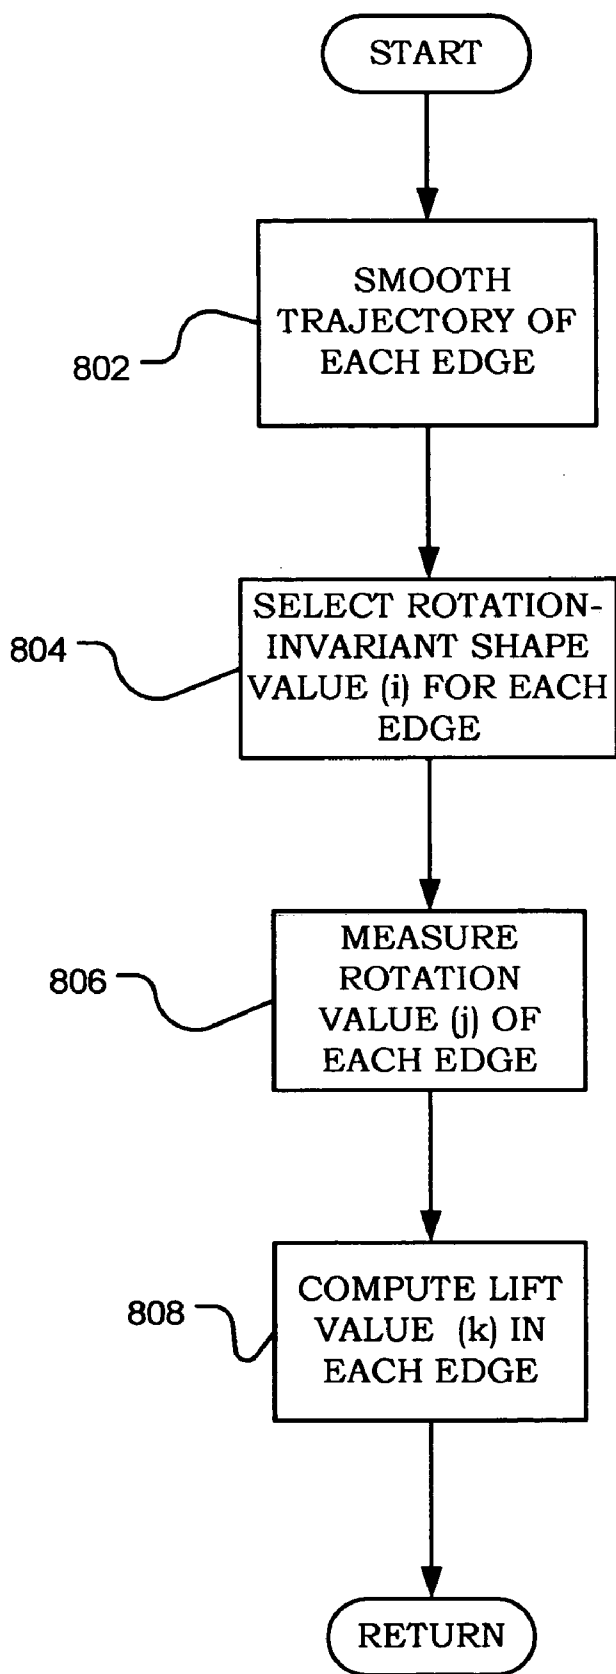 START
SMOOTH
TRAJECTORY OF
EACH EDGE
802
SELECT ROTATION-
INVARIANT SHAPE
VALUE (i) FOR EACH
EDGE
804
MEASURE
ROTATION
VALUE (j) OF
EACH EDGE
806
COMPUTE LIFT
VALUE (k) IN
EACH EDGE
808
RETURN